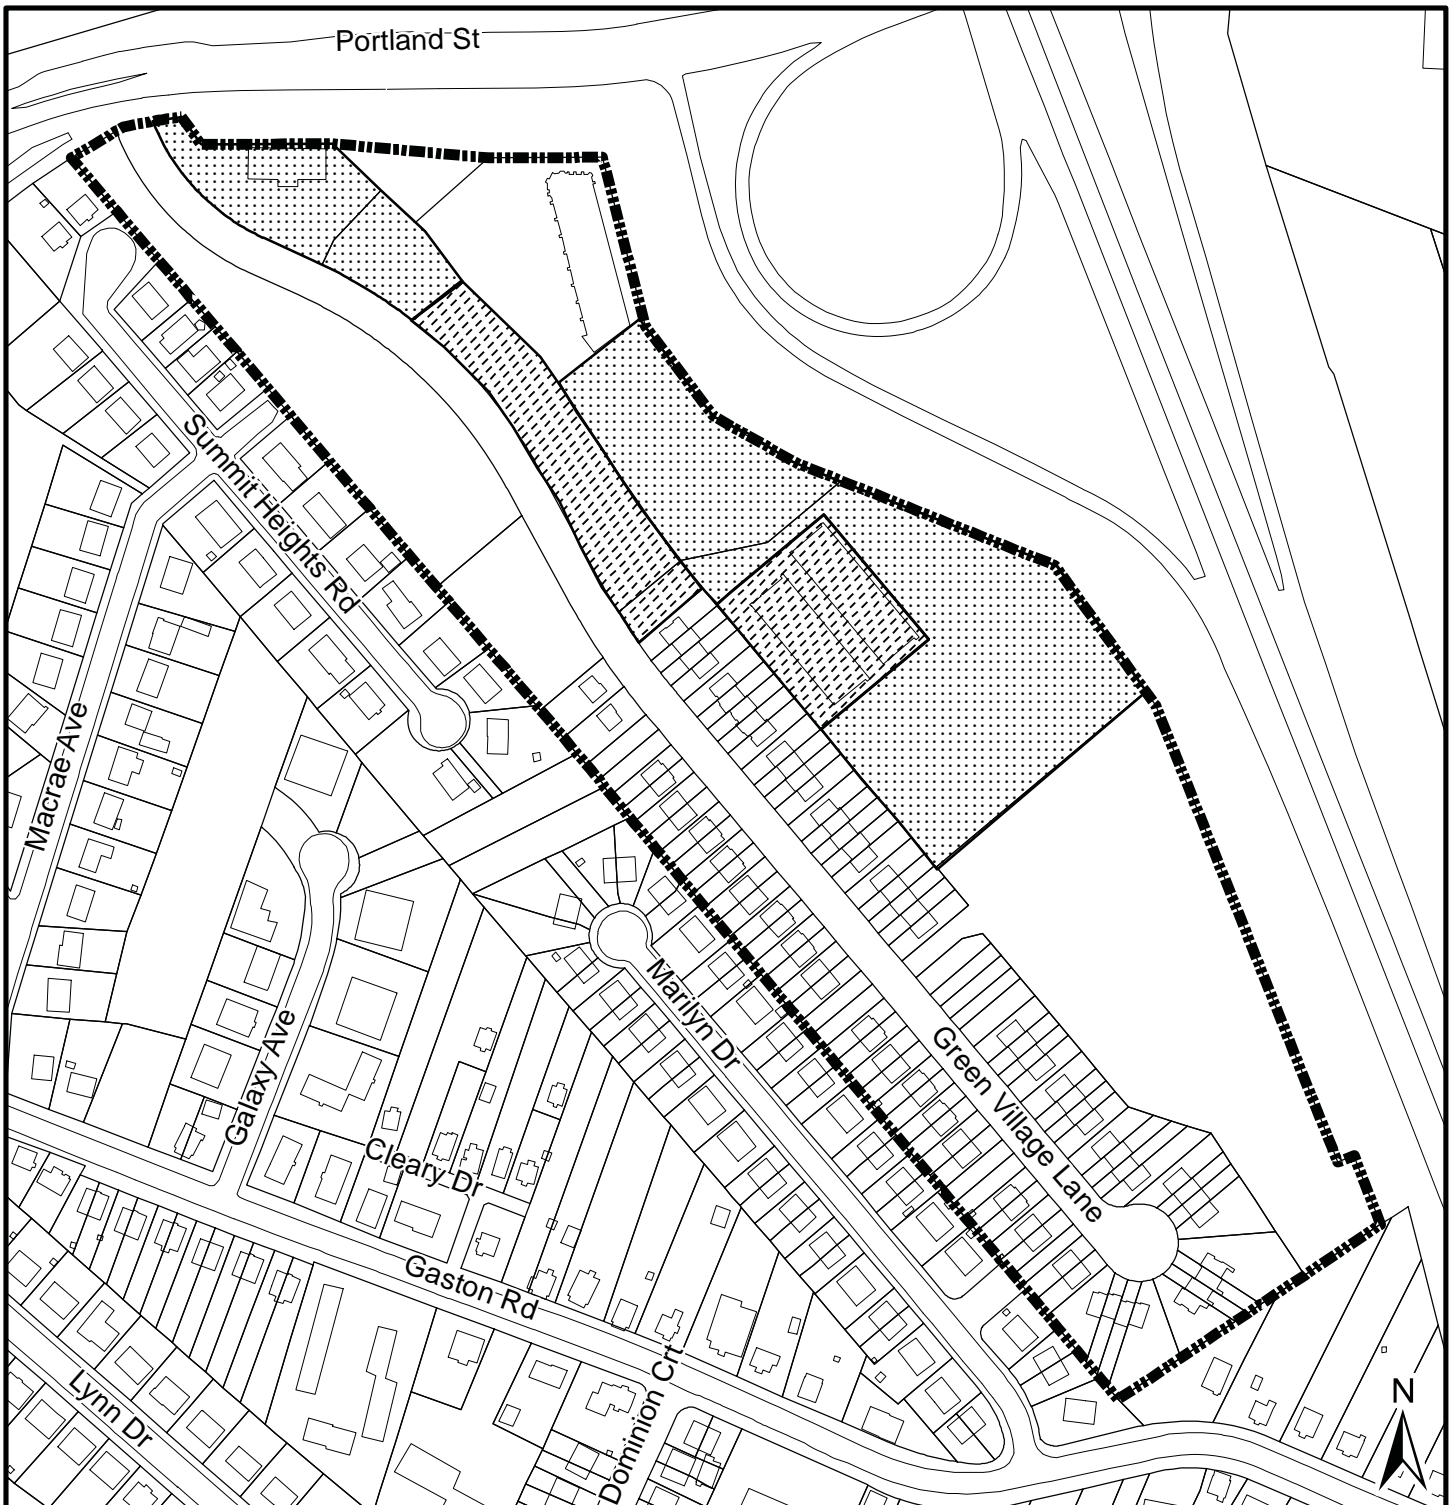 Portland St
Summit Heights Rd
Macrae Ave
Marilyn Dr
Galaxy Ave
Green Village Lane
Cleary Dr
Gaston Rd
Lynn Dr
Dominion Crt
N